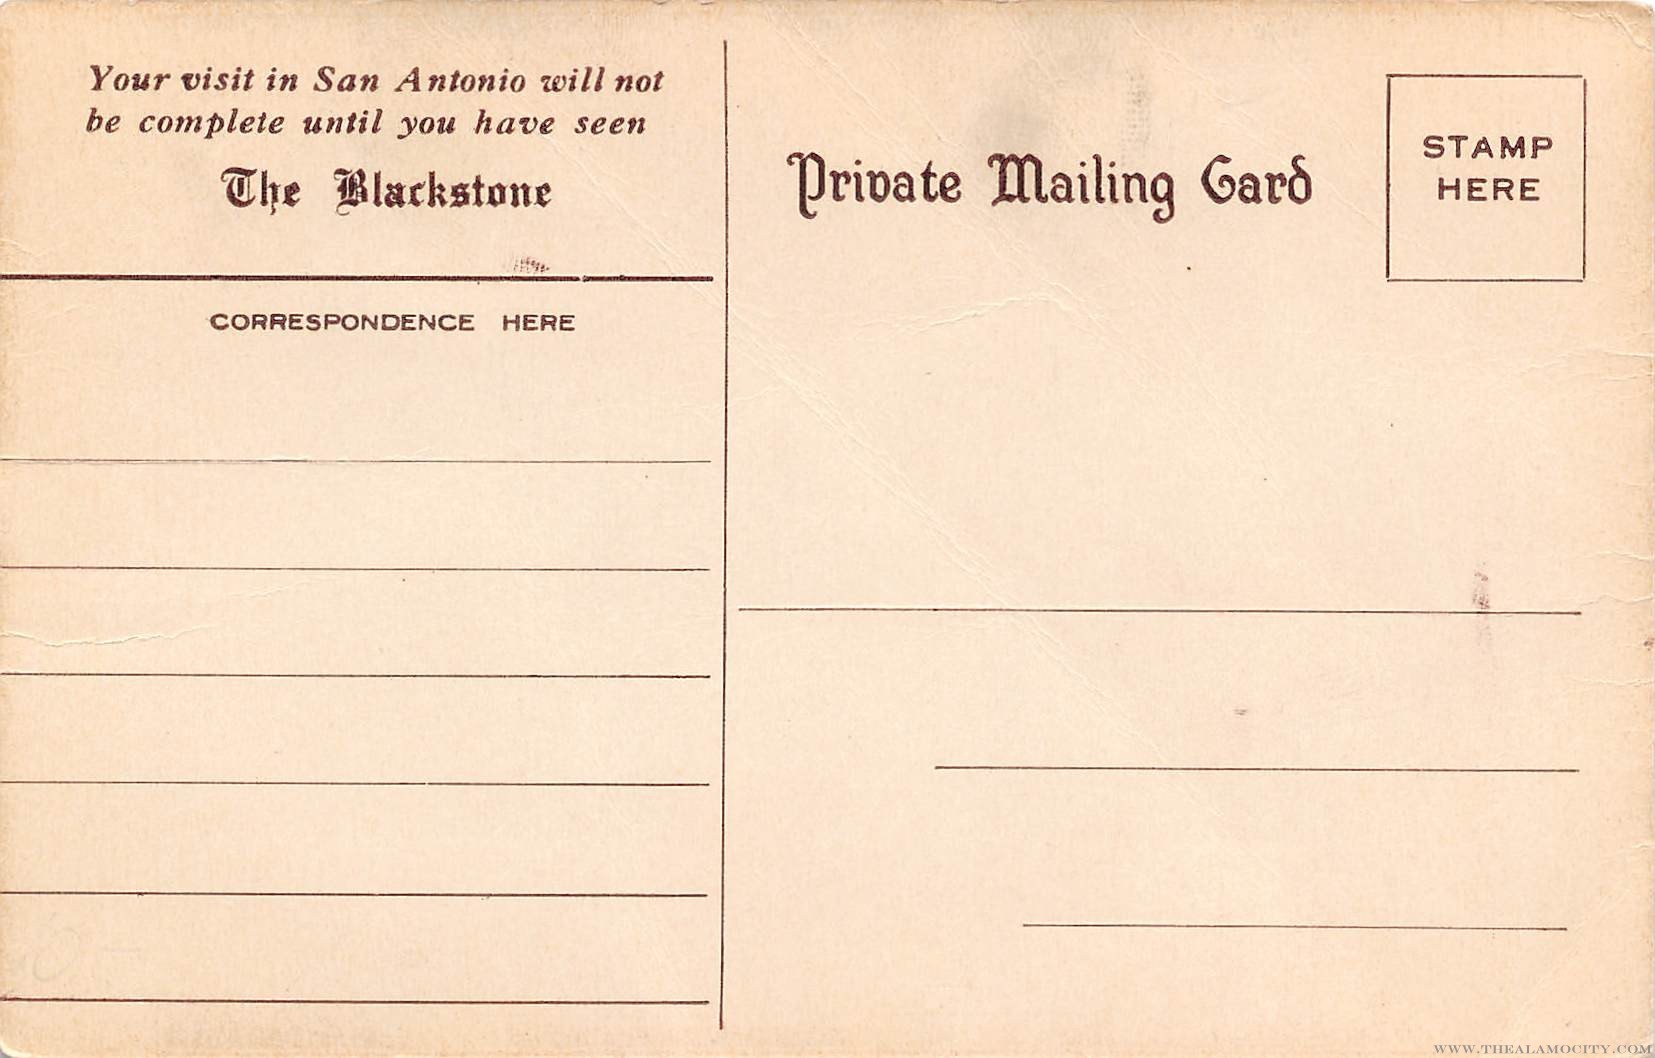 Your visit in San Antonio will not
be complete until you have seen
The Blackstone
CORRESPONDENCE HERE
Private Mailing Card
STAMP
HERE
WWW.THEALAMOCITY.COM